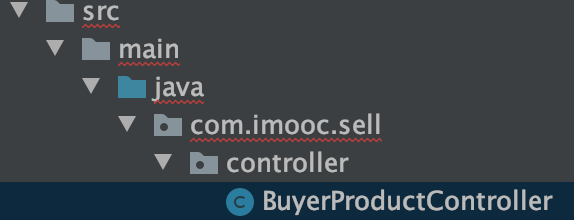 src
main
java
com.imooc.sell
controller
C BuyerProductController